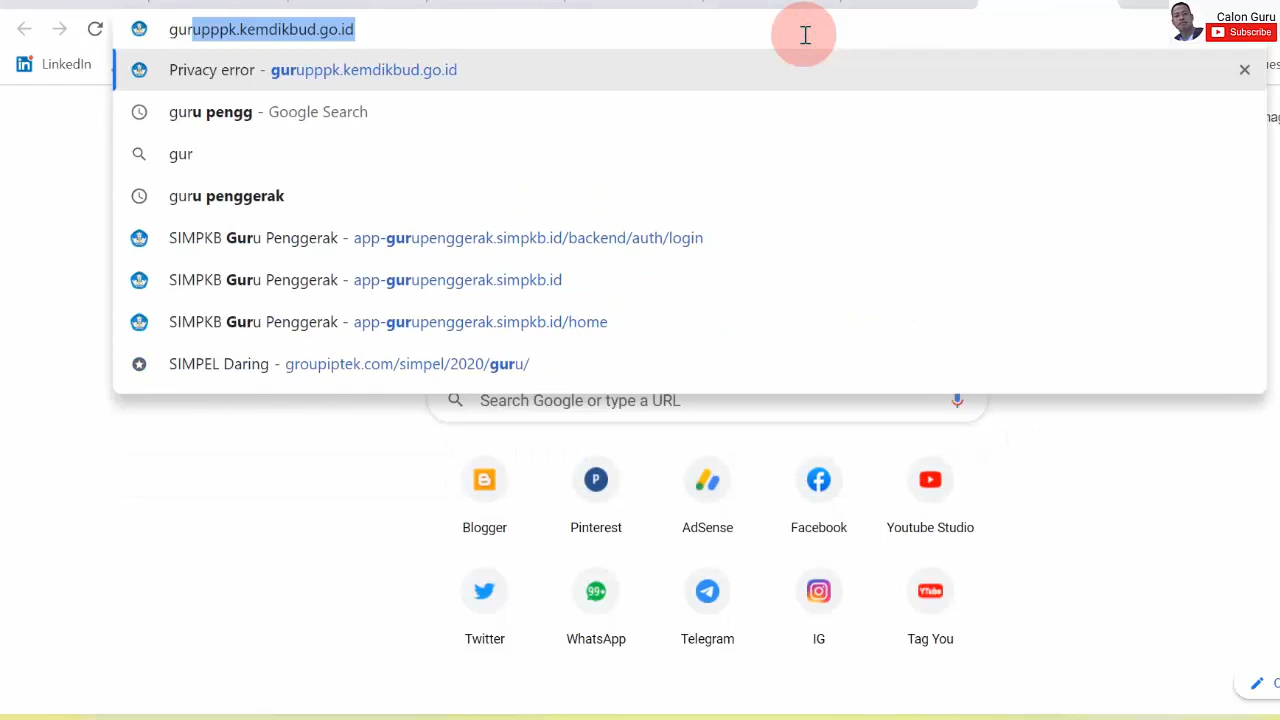 gurupppk.kemdikbud.go.id
Calon Guru
Subscribe
LinkedIn
Privacy error - gurupppk.kemdikbud.go.id
guru pengg - Google Search
gur
guru penggerak
SIMPKB Guru Penggerak - app-gurupenggerak.simpkb.id/backend/auth/login
SIMPKB Guru Penggerak - app-gurupenggerak.simpkb.id
SIMPKB Guru Penggerak - app-gurupenggerak.simpkb.id/home
SIMPEL Daring - groupiptek.com/simpel/2020/guru/
Search Google or type a URL
Blogger
Pinterest
AdSense
Facebook
Youtube Studio
99+
Twitter
WhatsApp
Telegram
IG
Tag You